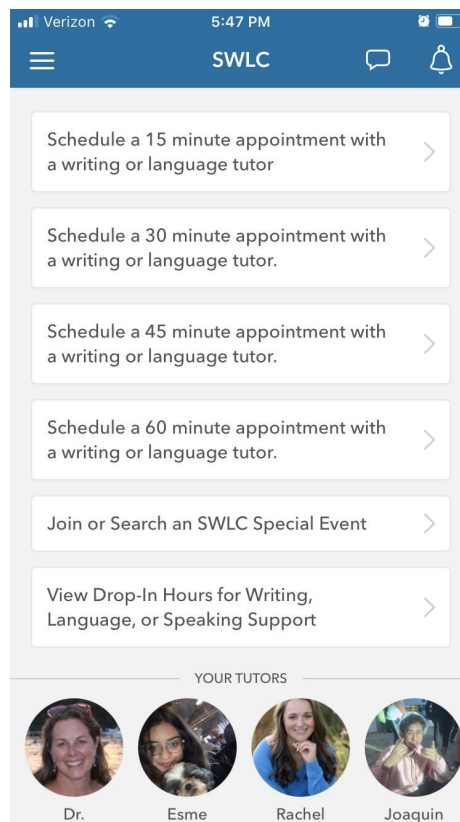 Verizon 5:47 PM
SWLC
Schedule a 15 minute appointment with
a writing or language tutor
Schedule a 30 minute appointment with
a writing or language tutor.
Schedule a 45 minute appointment with
a writing or language tutor.
Schedule a 60 minute appointment with
a writing or language tutor.
Join or Search an SWLC Special Event
View Drop-In Hours for Writing,
Language, or Speaking Support
YOUR TUTORS
Dr. Esme Rachel Joaquin